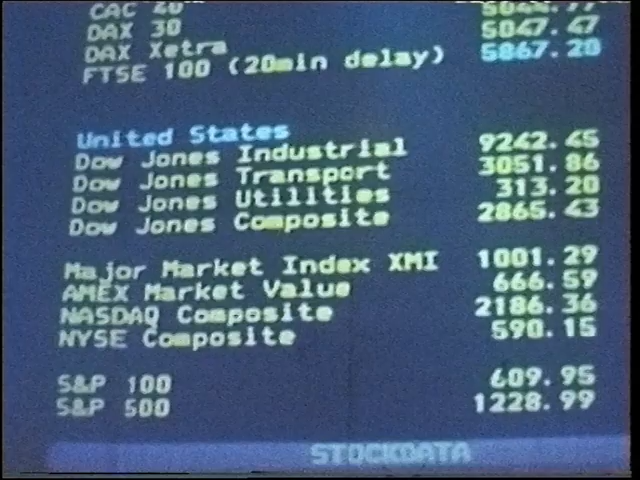 CAC 40
DAX 30
DAX Xetra 5047.47
FTSE 100 (20min delay) 5867.20
United States
Dow Jones Industrial 9242.45
Dow Jones Transport 3051.86
Dow Jones Utilities 313.20
Dow Jones Composite 2865.43
Major Market Index XMI 1001.29
AMEX Market Value 666.59
NASDAQ Composite 2186.36
NYSE Composite 590.15
S&P 100 609.95
S&P 500 1228.99
STOCKDATA